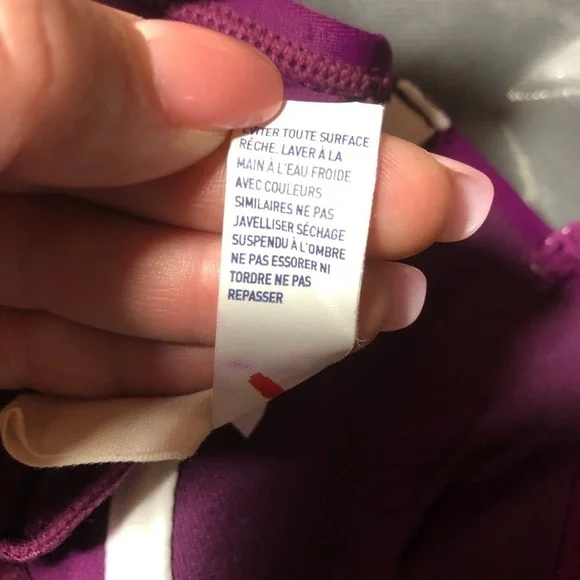 ÉVITER TOUTE SURFACE
RÊCHE. LAVER À LA
MAIN À L'EAU FROIDE
AVEC COULEURS
SIMILAIRES NE PAS
JAVELLISER SÉCHAGE
SUSPENDU À L'OMBRE
NE PAS ESSORER NI
TORDRE NE PAS
REPASSER